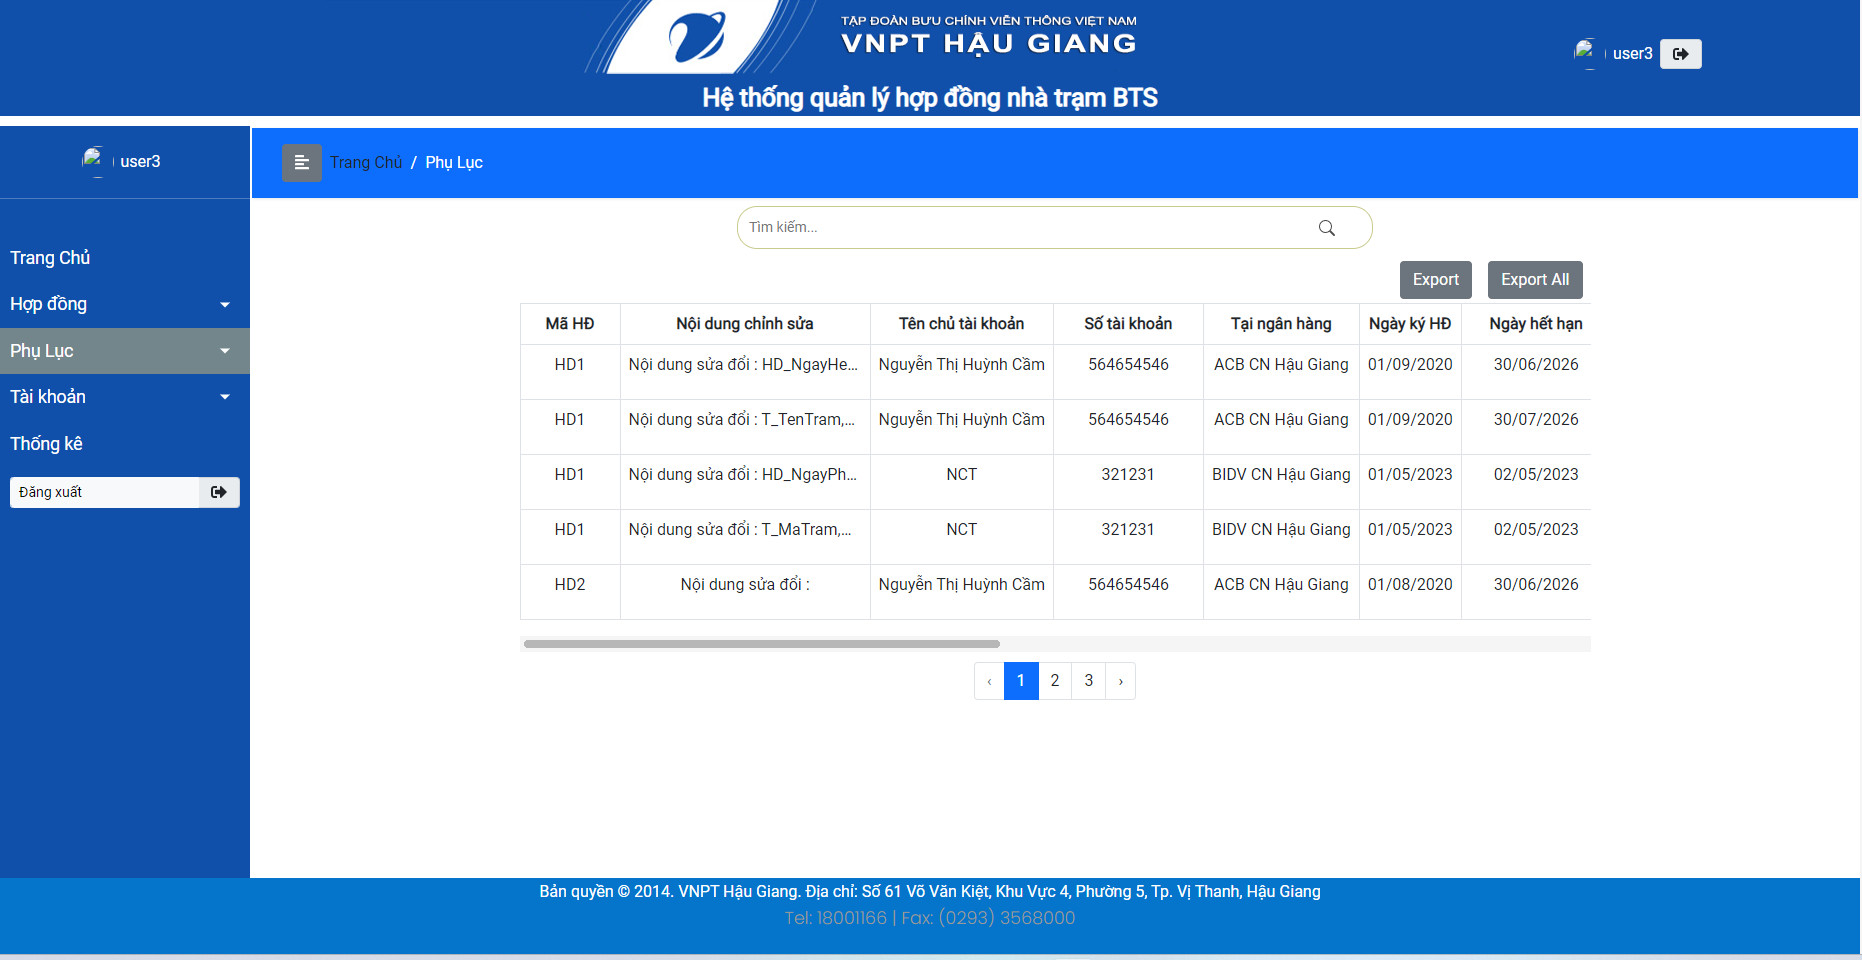 TẬP ĐOÀN BƯU CHÍNH VIỄN THÔNG VIỆT NAM
VNPT HẬU GIANG
user3
Hệ thống quản lý hợp đồng nhà trạm BTS
user3
Trang Chủ / Phụ Lục
Tìm kiếm...
Trang Chủ
Hợp đồng
Phụ Lục
Tài khoản
Thống kê
Đăng xuất
Export Export All
Mã HĐ Nội dung chỉnh sửa Tên chủ tài khoản Số tài khoản Tại ngân hàng Ngày ký HĐ Ngày hết hạn
HD1 Nội dung sửa đổi : HD_NgayHe... Nguyễn Thị Huỳnh Cầm 564654546 ACB CN Hậu Giang 01/09/2020 30/06/2026
HD1 Nội dung sửa đổi : T_TenTram,... Nguyễn Thị Huỳnh Cầm 564654546 ACB CN Hậu Giang 01/09/2020 30/07/2026
HD1 Nội dung sửa đổi : HD_NgayPh... NCT 321231 BIDV CN Hậu Giang 01/05/2023 02/05/2023
HD1 Nội dung sửa đổi : T_MaTram,... NCT 321231 BIDV CN Hậu Giang 01/05/2023 02/05/2023
HD2 Nội dung sửa đổi : Nguyễn Thị Huỳnh Cầm 564654546 ACB CN Hậu Giang 01/08/2020 30/06/2026
‹ 1 2 3 ›
Bản quyền © 2014. VNPT Hậu Giang. Địa chỉ: Số 61 Võ Văn Kiệt, Khu Vực 4, Phường 5, Tp. Vị Thanh, Hậu Giang
Tel: 18001166 | Fax: (0293) 3568000